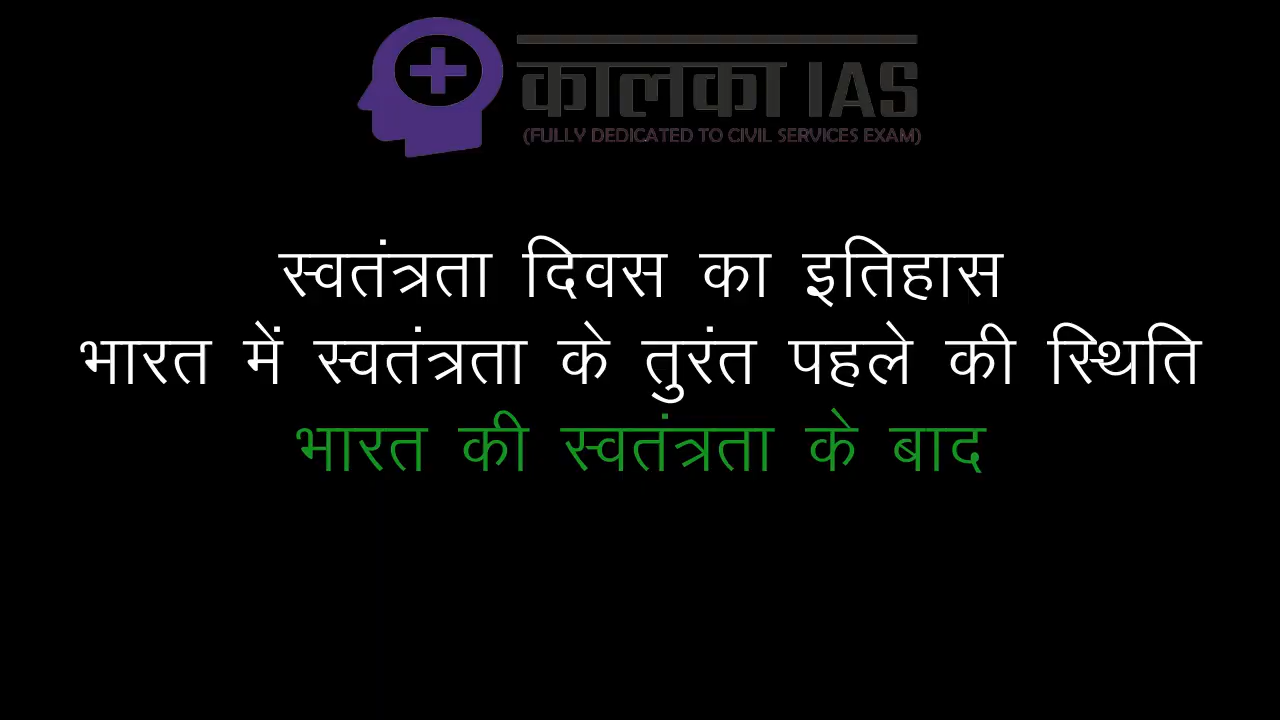 कालका IAS
(FULLY DEDICATED TO CIVIL SERVICES EXAM)
स्वतंत्रता दिवस का इतिहास
भारत में स्वतंत्रता के तुरंत पहले की स्थिति
भारत की स्वतंत्रता के बाद